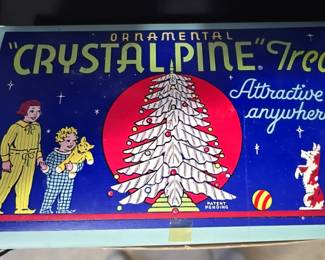 ORNAMENTAL
"CRYSTAL PINE" Tree
Attractive
anywhere
PATENT
PENDING